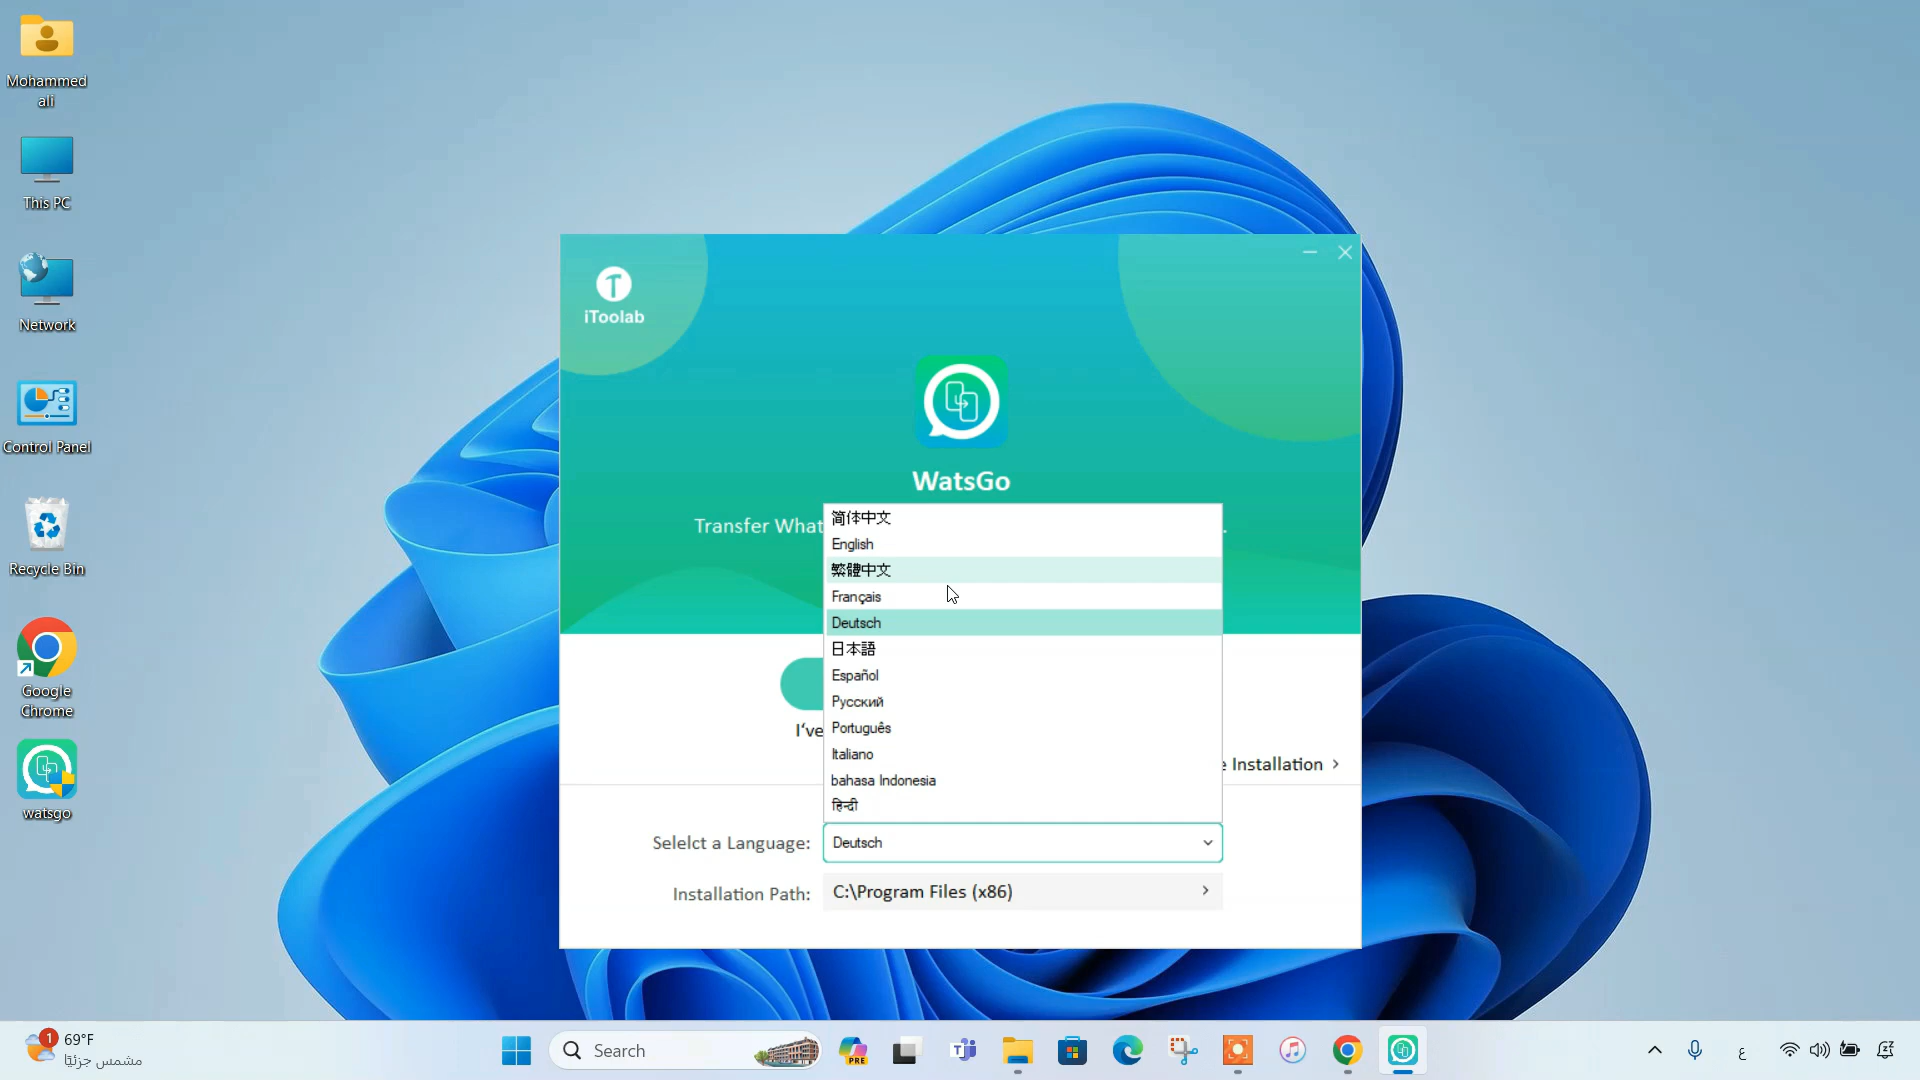 Mohammed
ali
This PC
Network
Control Panel
Recycle Bin
Google
Chrome
watsgo
iToolab
WatsGo
Transfer What
.
简体中文
English
繁體中文
Français
Deutsch
日本語
Español
Русский
Português
Italiano
bahasa Indonesia
हिन्दी
I've
e Installation >
Selelct a Language:
Deutsch
Installation Path:
C:\Program Files (x86)
1
69°F
مشمس جزئيًا
Search
PRE
ع